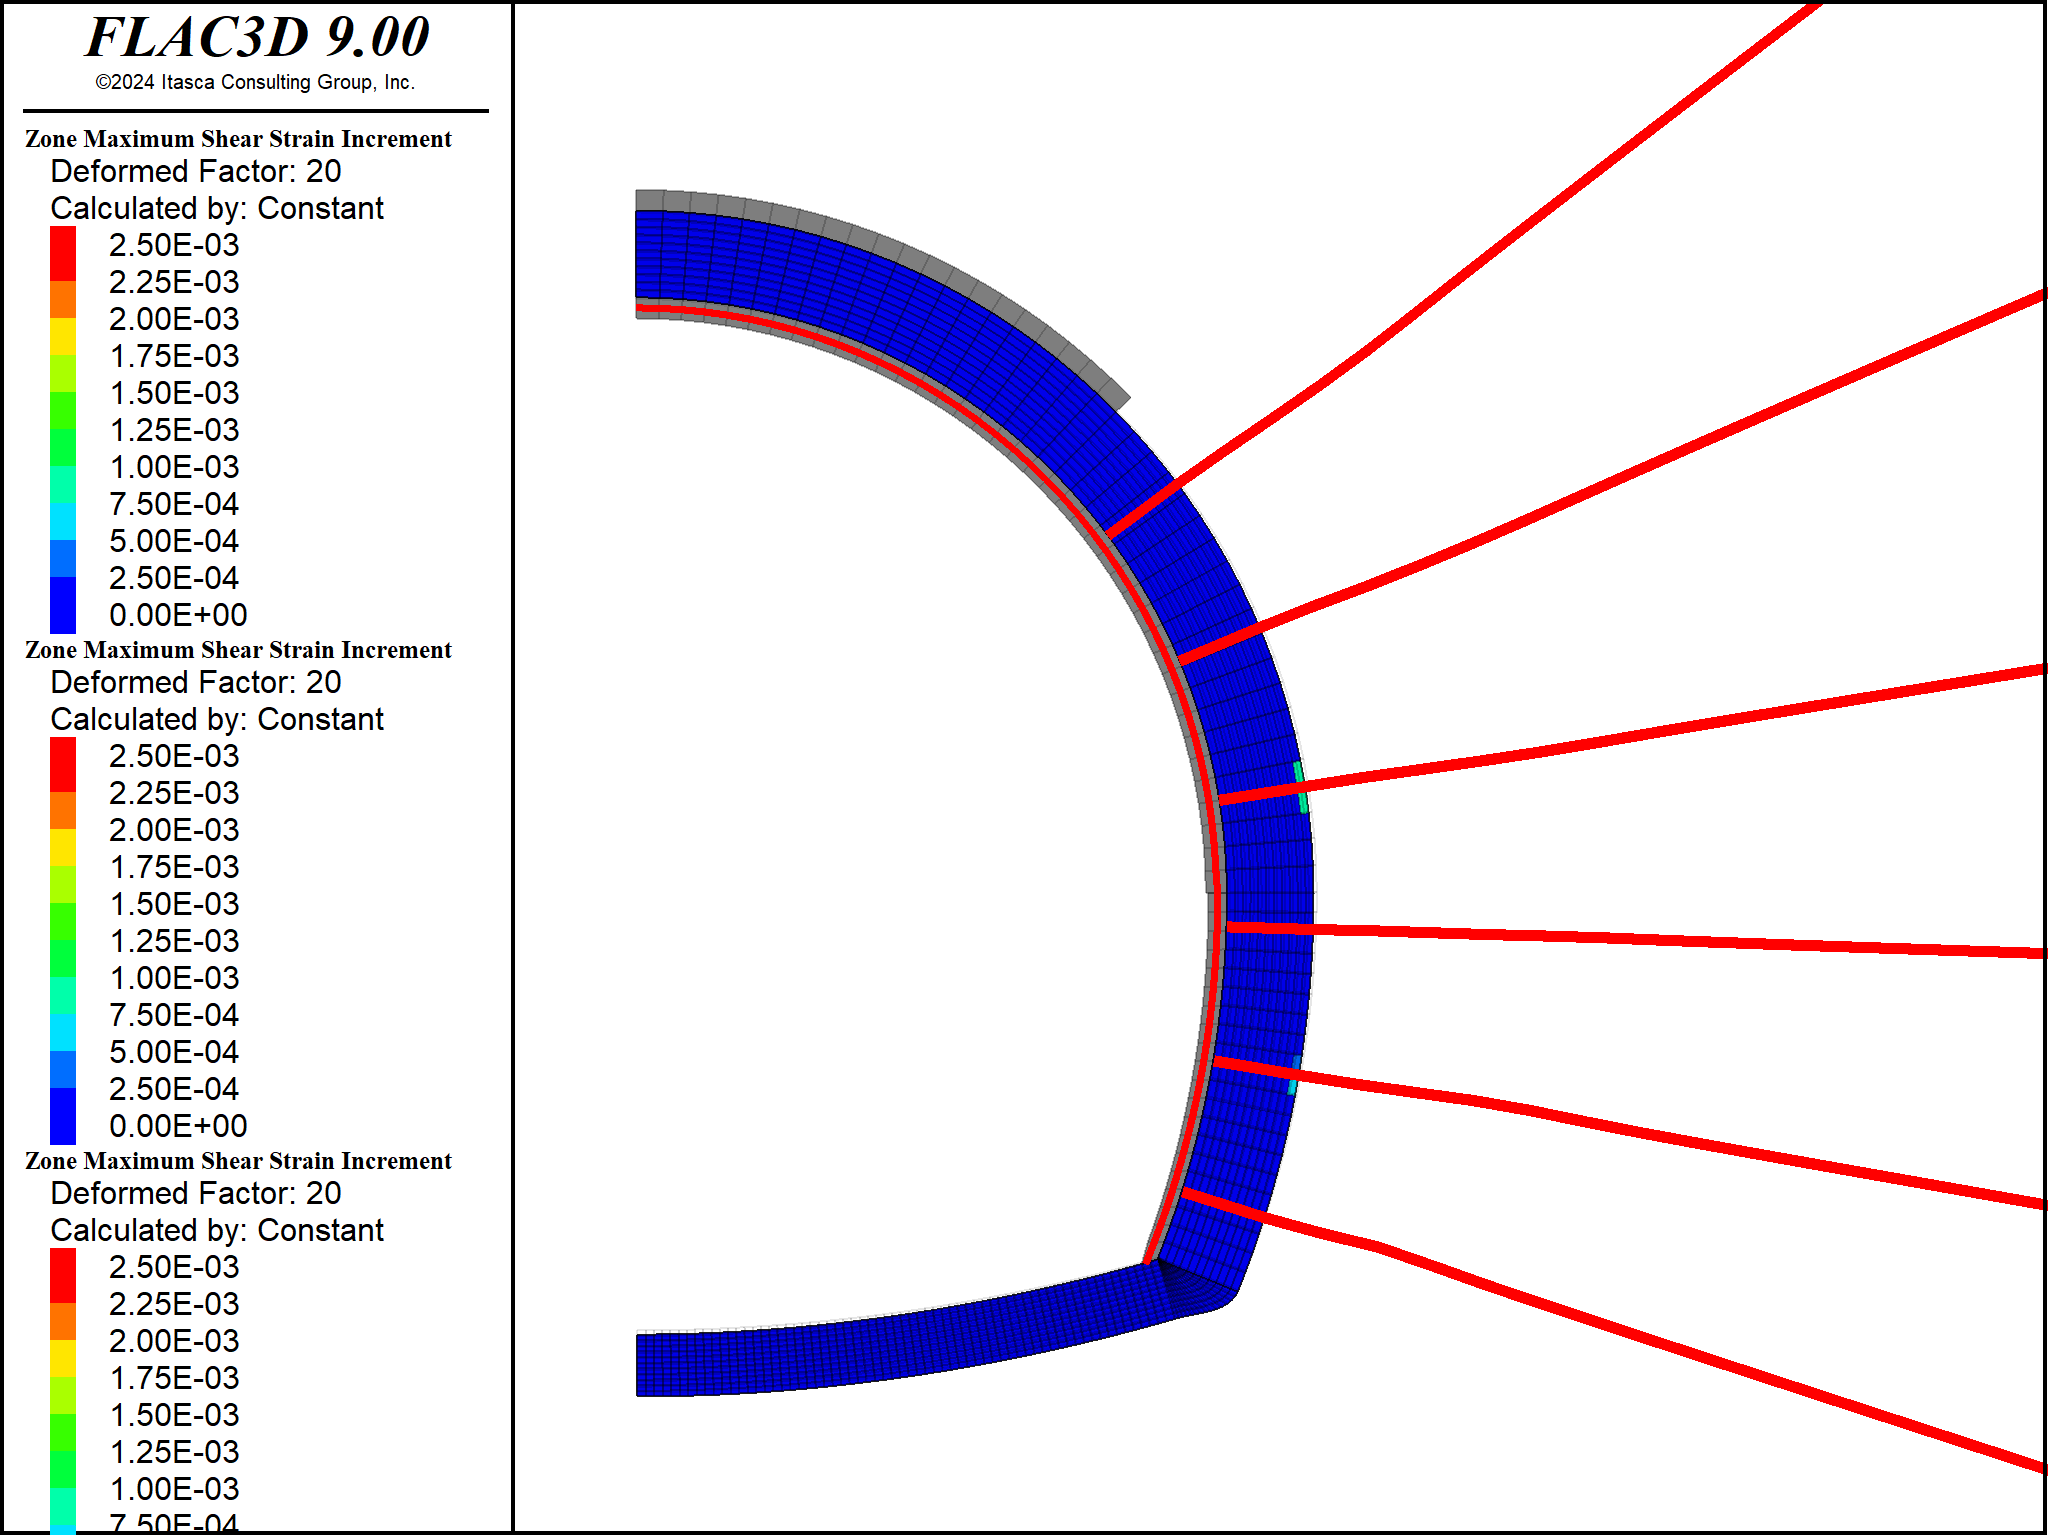 FLAC3D 9.00
©2024 Itasca Consulting Group, Inc.
Zone Maximum Shear Strain Increment
Deformed Factor: 20
Calculated by: Constant
2.50E-03
2.25E-03
2.00E-03
1.75E-03
1.50E-03
1.25E-03
1.00E-03
7.50E-04
5.00E-04
2.50E-04
0.00E+00
Zone Maximum Shear Strain Increment
Deformed Factor: 20
Calculated by: Constant
2.50E-03
2.25E-03
2.00E-03
1.75E-03
1.50E-03
1.25E-03
1.00E-03
7.50E-04
5.00E-04
2.50E-04
0.00E+00
Zone Maximum Shear Strain Increment
Deformed Factor: 20
Calculated by: Constant
2.50E-03
2.25E-03
2.00E-03
1.75E-03
1.50E-03
1.25E-03
1.00E-03
7.50E-04